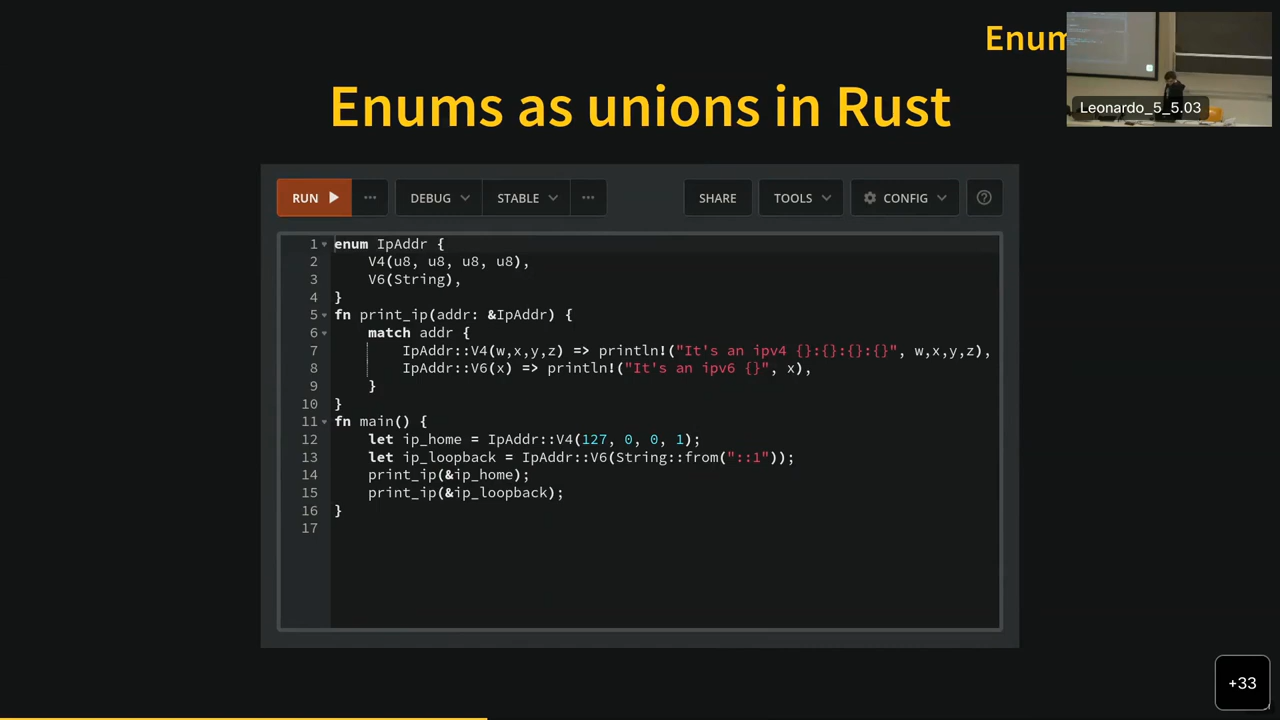 Enum
Enums as unions in Rust
Leonardo_5_5.03
RUN ▶ ··· DEBUG STABLE ··· SHARE TOOLS CONFIG ?
1 enum IpAddr {
2     V4(u8, u8, u8, u8),
3     V6(String),
4 }
5 fn print_ip(addr: &IpAddr) {
6     match addr {
7         IpAddr::V4(w,x,y,z) => println!("It's an ipv4 {}:{}:{}:{}", w,x,y,z),
8         IpAddr::V6(x) => println!("It's an ipv6 {}", x),
9     }
10 }
11 fn main() {
12     let ip_home = IpAddr::V4(127, 0, 0, 1);
13     let ip_loopback = IpAddr::V6(String::from("::1"));
14     print_ip(&ip_home);
15     print_ip(&ip_loopback);
16 }
17
+33